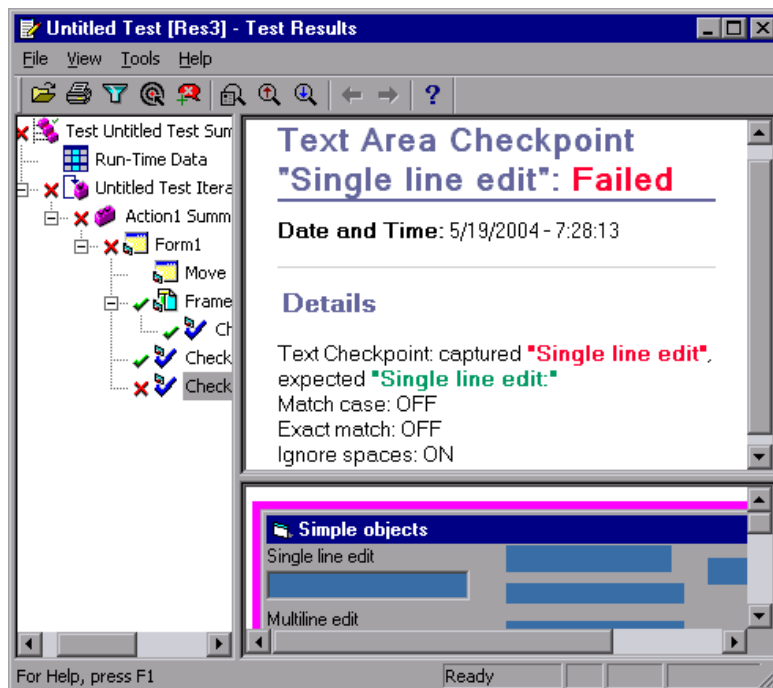 Untitled Test [Res3] - Test Results
File View Tools Help
Test Untitled Test Sum
Run-Time Data
Untitled Test Itera
Action1 Summ
Form1
Move
Frame
Ch
Check
Check
Text Area Checkpoint
"Single line edit": Failed
Date and Time: 5/19/2004 - 7:28:13
Details
Text Checkpoint: captured "Single line edit",
expected "Single line edit:"
Match case: OFF
Exact match: OFF
Ignore spaces: ON
Simple objects
Single line edit
Multiline edit
For Help, press F1
Ready